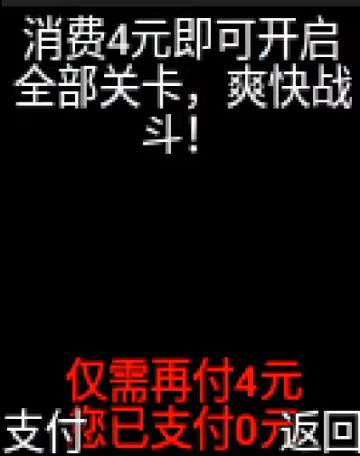 消费4元即可开启
全部关卡，爽快战
斗！
仅需再付4元
支付
您已支付0元
返回